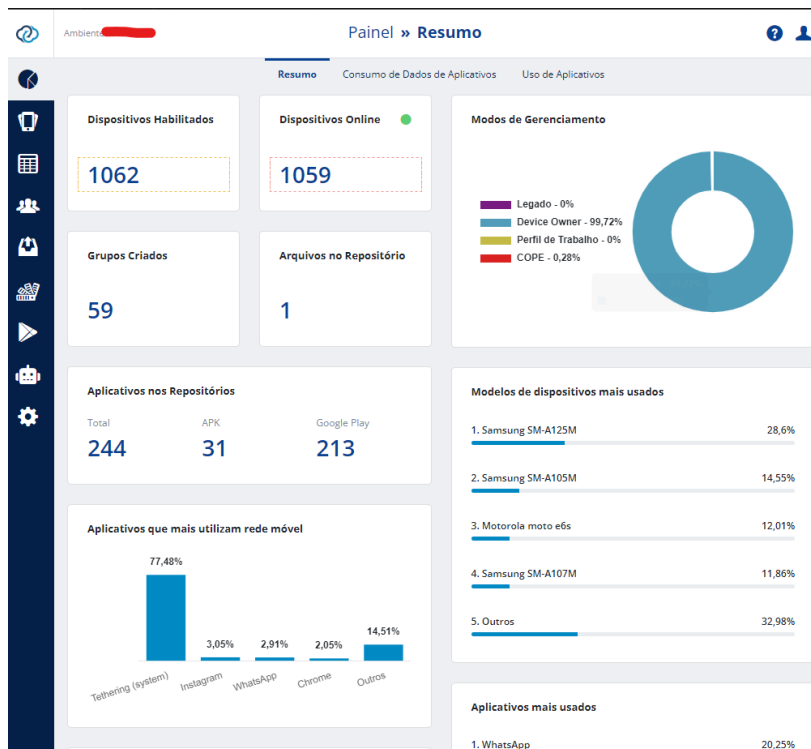 Ambiente
Painel » Resumo
Resumo
Consumo de Dados de Aplicativos
Uso de Aplicativos
Dispositivos Habilitados
1062
Dispositivos Online
1059
Grupos Criados
59
Arquivos no Repositório
1
Modos de Gerenciamento
Legado - 0%
Device Owner - 99,72%
Perfil de Trabalho - 0%
COPE - 0,28%
Aplicativos nos Repositórios
Total
244
APK
31
Google Play
213
Modelos de dispositivos mais usados
1. Samsung SM-A125M 28,6%
2. Samsung SM-A105M 14,55%
3. Motorola moto e6s 12,01%
4. Samsung SM-A107M 11,86%
5. Outros 32,98%
Aplicativos que mais utilizam rede móvel
77,48%
3,05%
2,91%
2,05%
14,51%
Tethering (system)
Instagram
WhatsApp
Chrome
Outros
Aplicativos mais usados
1. WhatsApp 20,25%